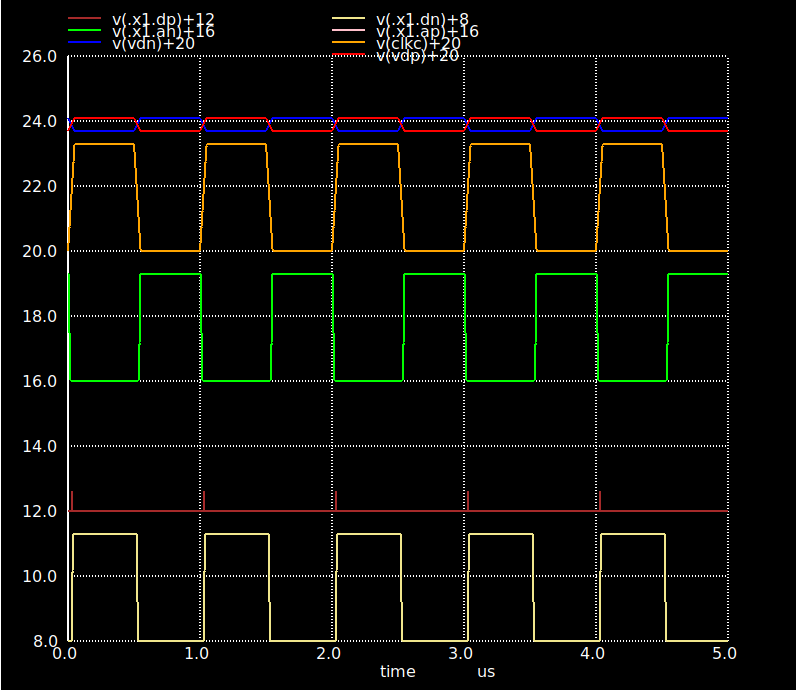 v(.x1.dp)+12 v(.x1.dn)+8
v(.x1.an)+16 v(.x1.ap)+16
v(vdn)+20 v(clkc)+20
v(vdp)+20
26.0
24.0
22.0
20.0
18.0
16.0
14.0
12.0
10.0
8.0
0.0 1.0 2.0 3.0 4.0 5.0
time us